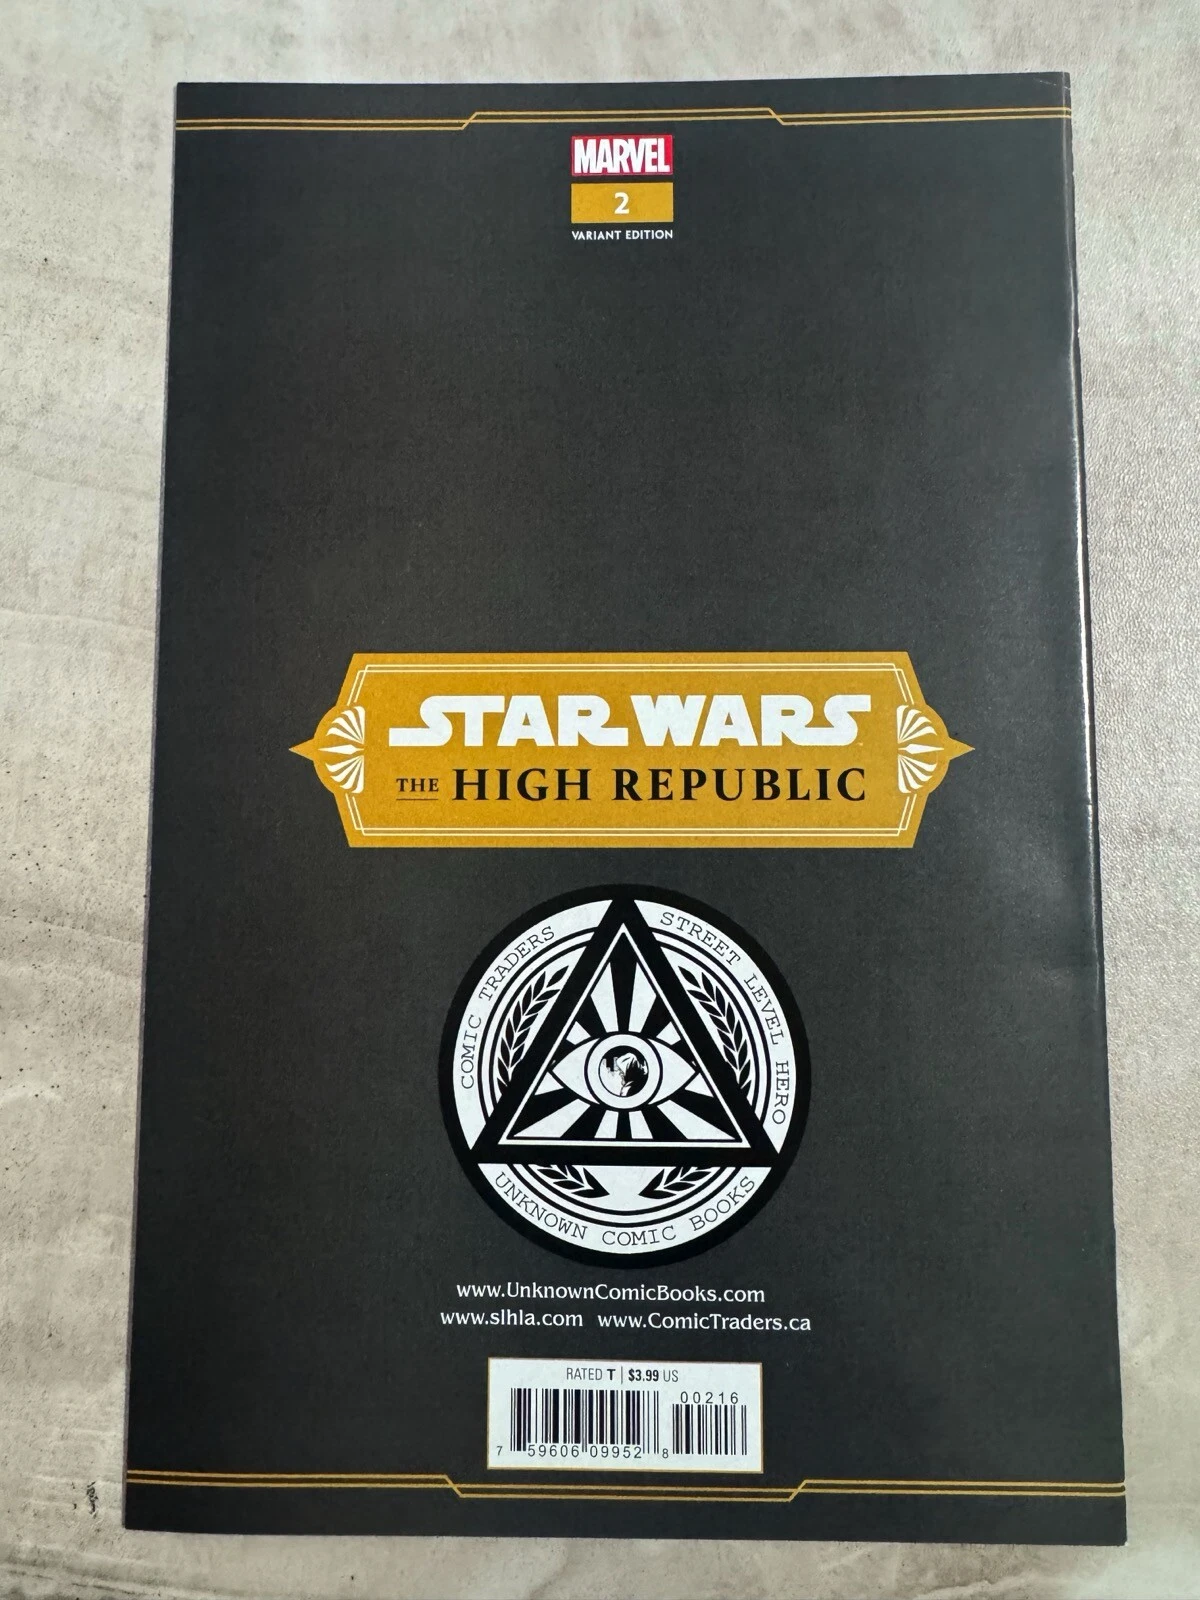 MARVEL
2
VARIANT EDITION
STAR WARS
THE HIGH REPUBLIC
COMIC TRADERS
STREET LEVEL HERO
UNKNOWN COMIC BOOKS
www.UnknownComicBooks.com
www.slhla.com www.ComicTraders.ca
RATED T | $3.99 US
00216
7 59606 09952 8